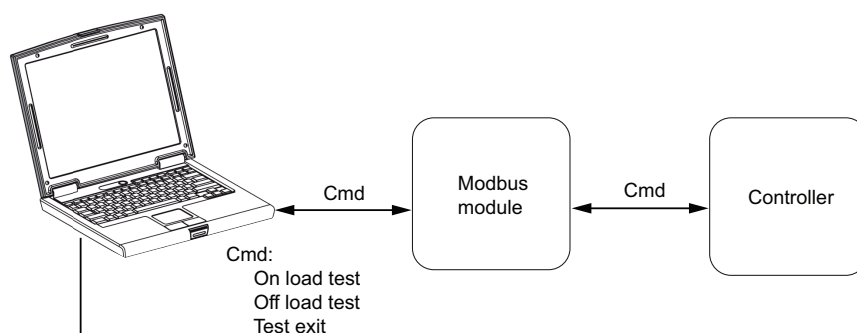 Cmd
Modbus
module
Cmd
Controller
Cmd:
On load test
Off load test
Test exit